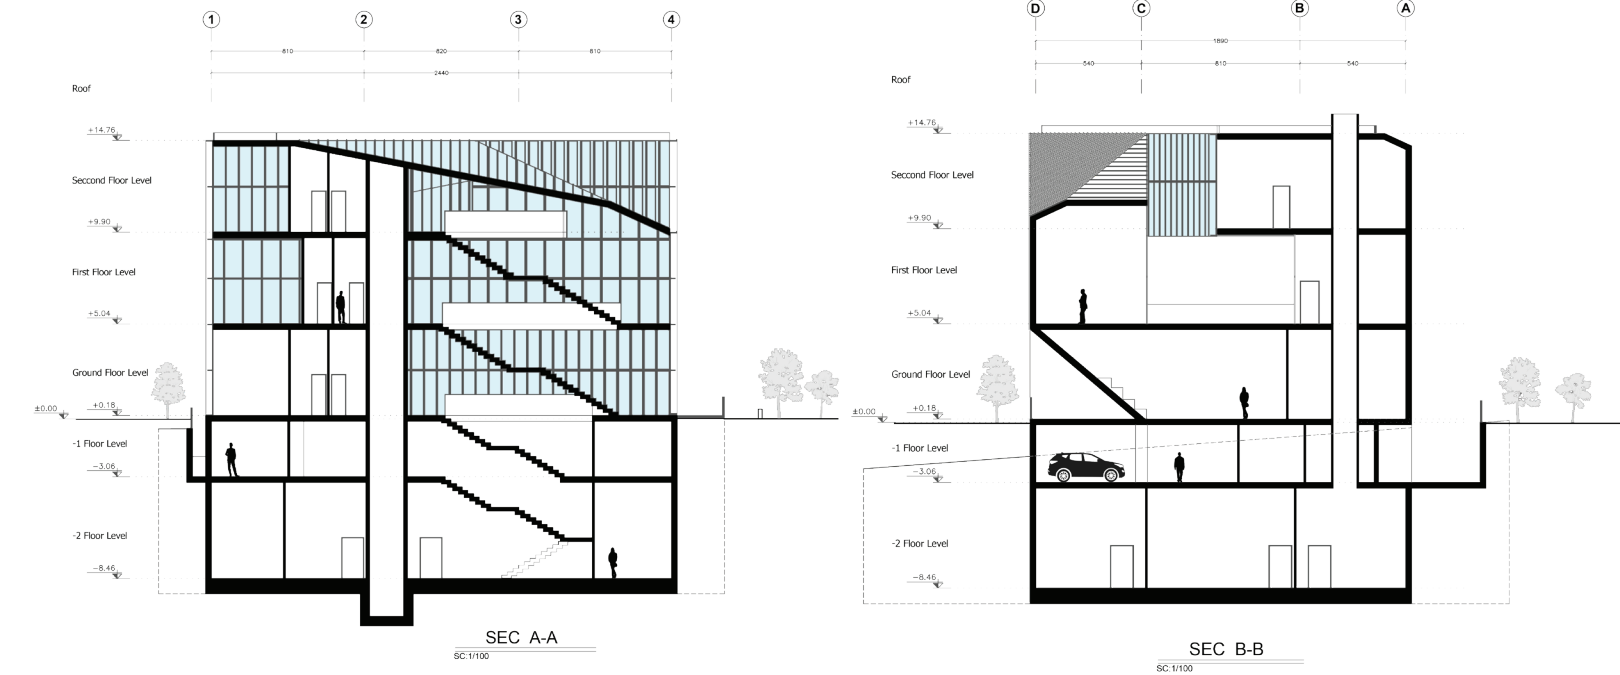 1 2 3 4
810 820 810
2440
Roof
+14.76
Seccond Floor Level
+9.90
First Floor Level
+5.04
Ground Floor Level
±0.00
+0.18
-1 Floor Level
−3.06
-2 Floor Level
−8.46
SEC A-A
SC:1/100
D C B A
1890
540 810 540
Roof
+14.76
Seccond Floor Level
+9.90
First Floor Level
+5.04
Ground Floor Level
±0.00
+0.18
-1 Floor Level
−3.06
-2 Floor Level
−8.46
SEC B-B
SC:1/100